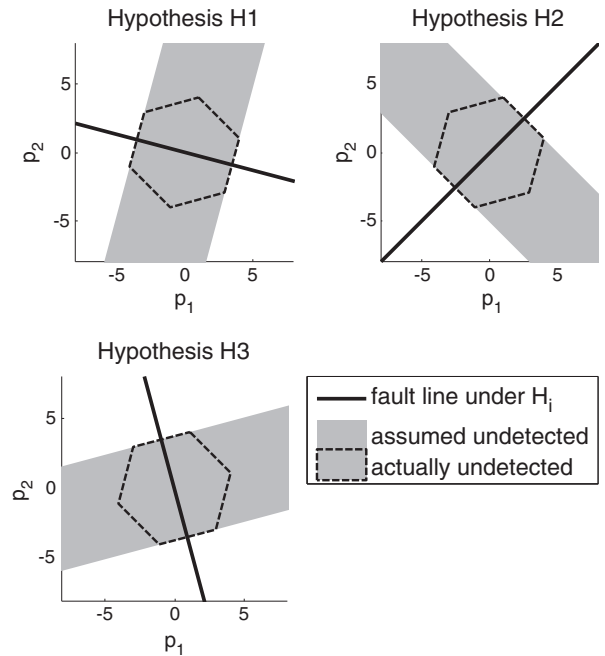 Hypothesis H1
5
0
-5
p2
-5 0 5
p1
Hypothesis H2
5
0
-5
p2
-5 0 5
p1
Hypothesis H3
5
0
-5
p2
-5 0 5
p1
fault line under Hi
assumed undetected
actually undetected